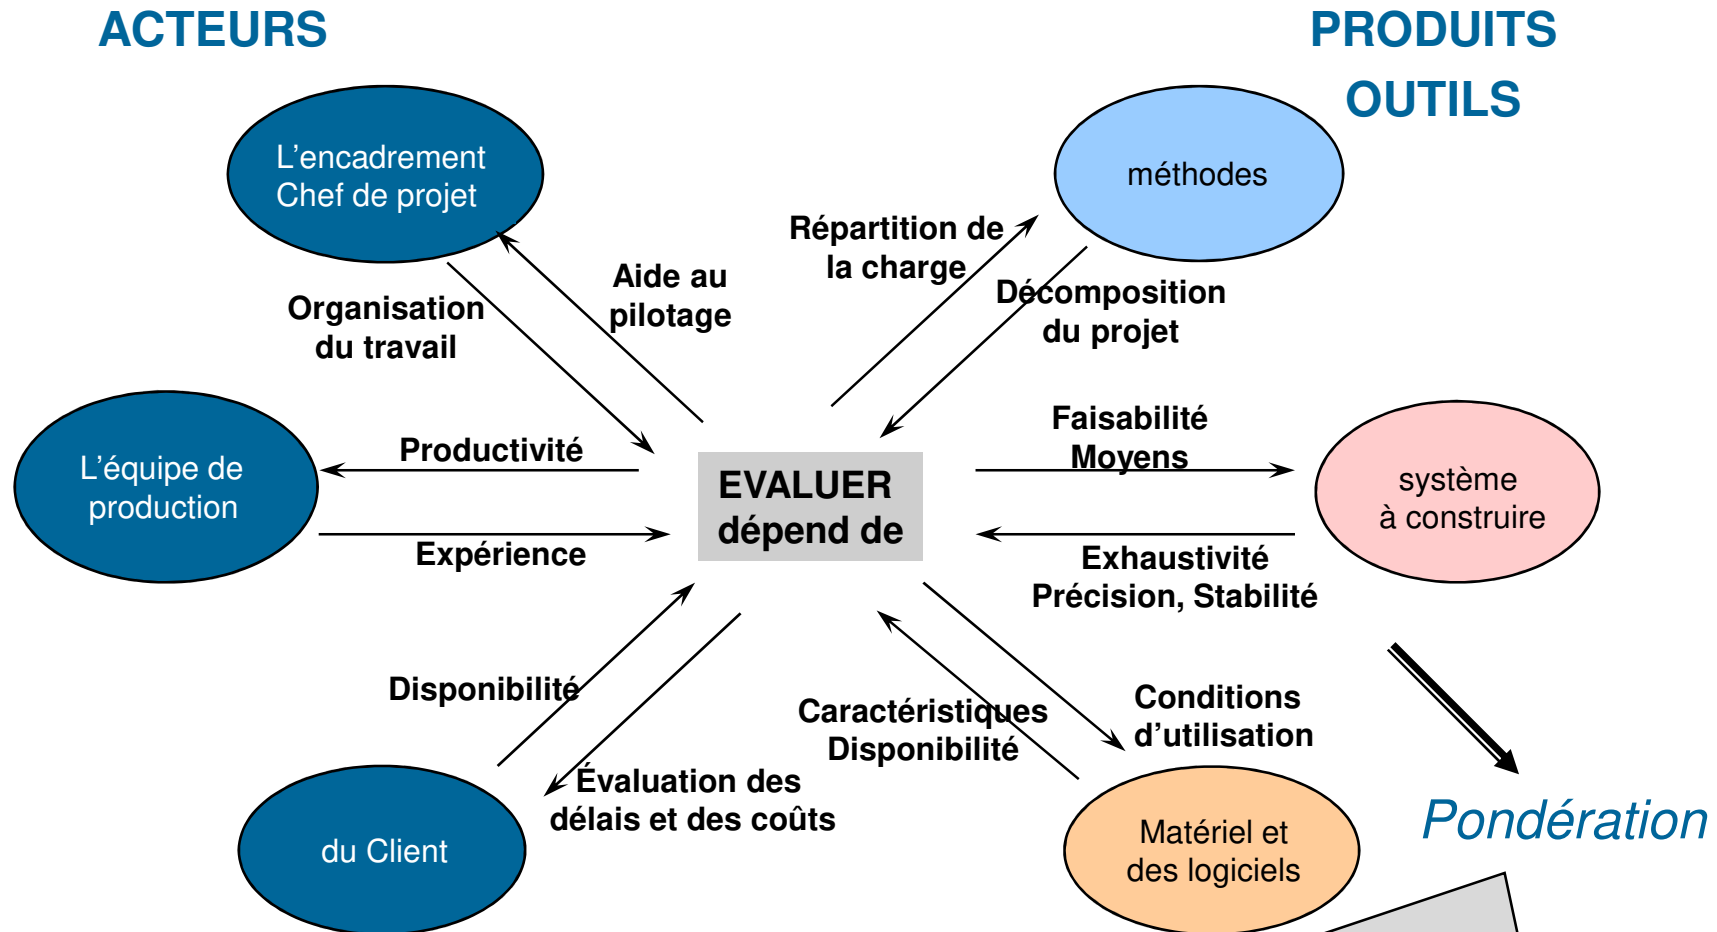 ACTEURS
PRODUITS
OUTILS
L'encadrement
Chef de projet
méthodes
Répartition de
la charge
Aide au
pilotage
Organisation
du travail
Décomposition
du projet
L'équipe de
production
Productivité
Expérience
EVALUER
dépend de
Faisabilité
Moyens
Exhaustivité
Précision, Stabilité
système
à construire
Disponibilité
Évaluation des
délais et des coûts
du Client
Caractéristiques
Disponibilité
Conditions
d'utilisation
Matériel et
des logiciels
Pondération